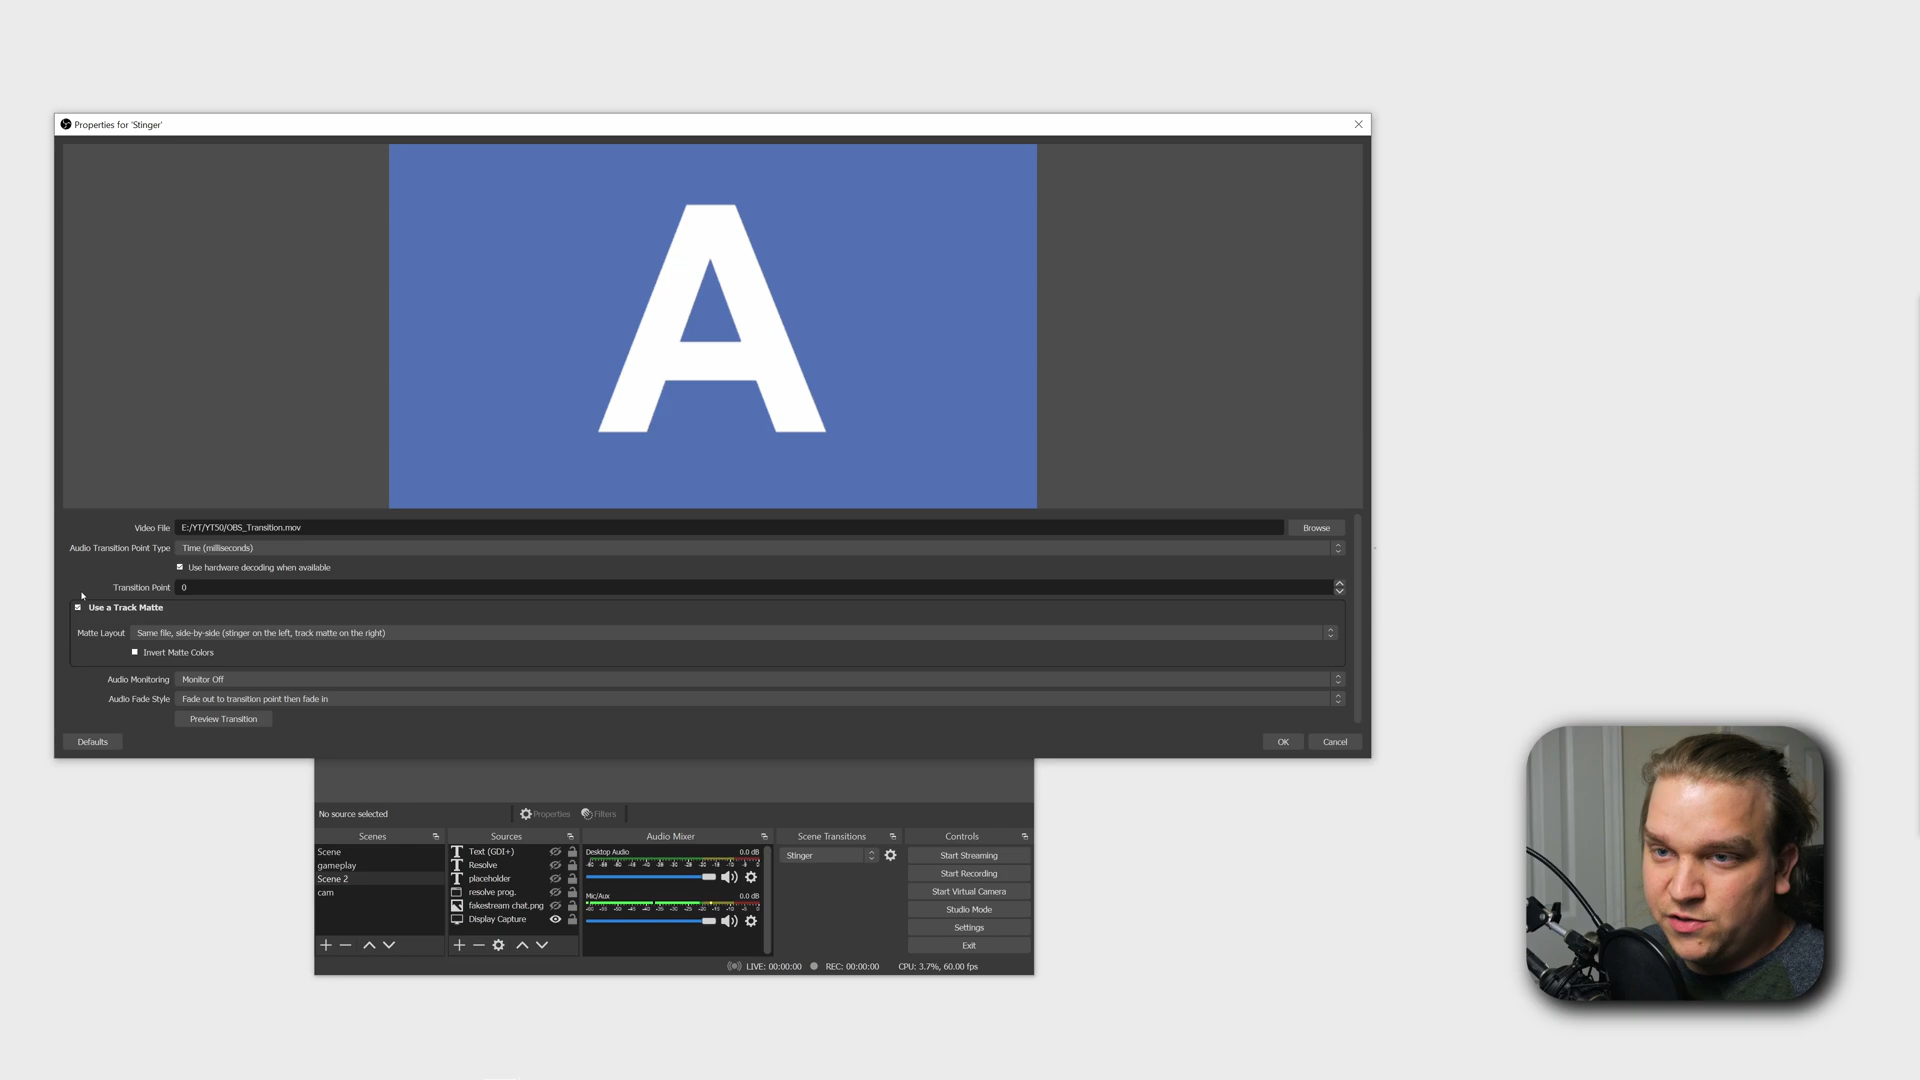 Properties for 'Stinger'
A
Video File E:/YT/YT50/OBS_Transition.mov Browse
Audio Transition Point Type Time (milliseconds)
Use hardware decoding when available
Transition Point 0
Use a Track Matte
Matte Layout Same file, side-by-side (stinger on the left, track matte on the right)
Invert Matte Colors
Audio Monitoring Monitor Off
Audio Fade Style Fade out to transition point then fade in
Preview Transition
Defaults OK Cancel
No source selected Properties Filters
Scenes
Scene
gameplay
Scene 2
cam
Sources
Text (GDI+)
Resolve
placeholder
resolve prog.
fakestream chat.png
Display Capture
Audio Mixer
Desktop Audio 0.0 dB
Mic/Aux 0.0 dB
Scene Transitions
Stinger
Controls
Start Streaming
Start Recording
Start Virtual Camera
Studio Mode
Settings
Exit
LIVE: 00:00:00 REC: 00:00:00 CPU: 3.7%, 60.00 fps